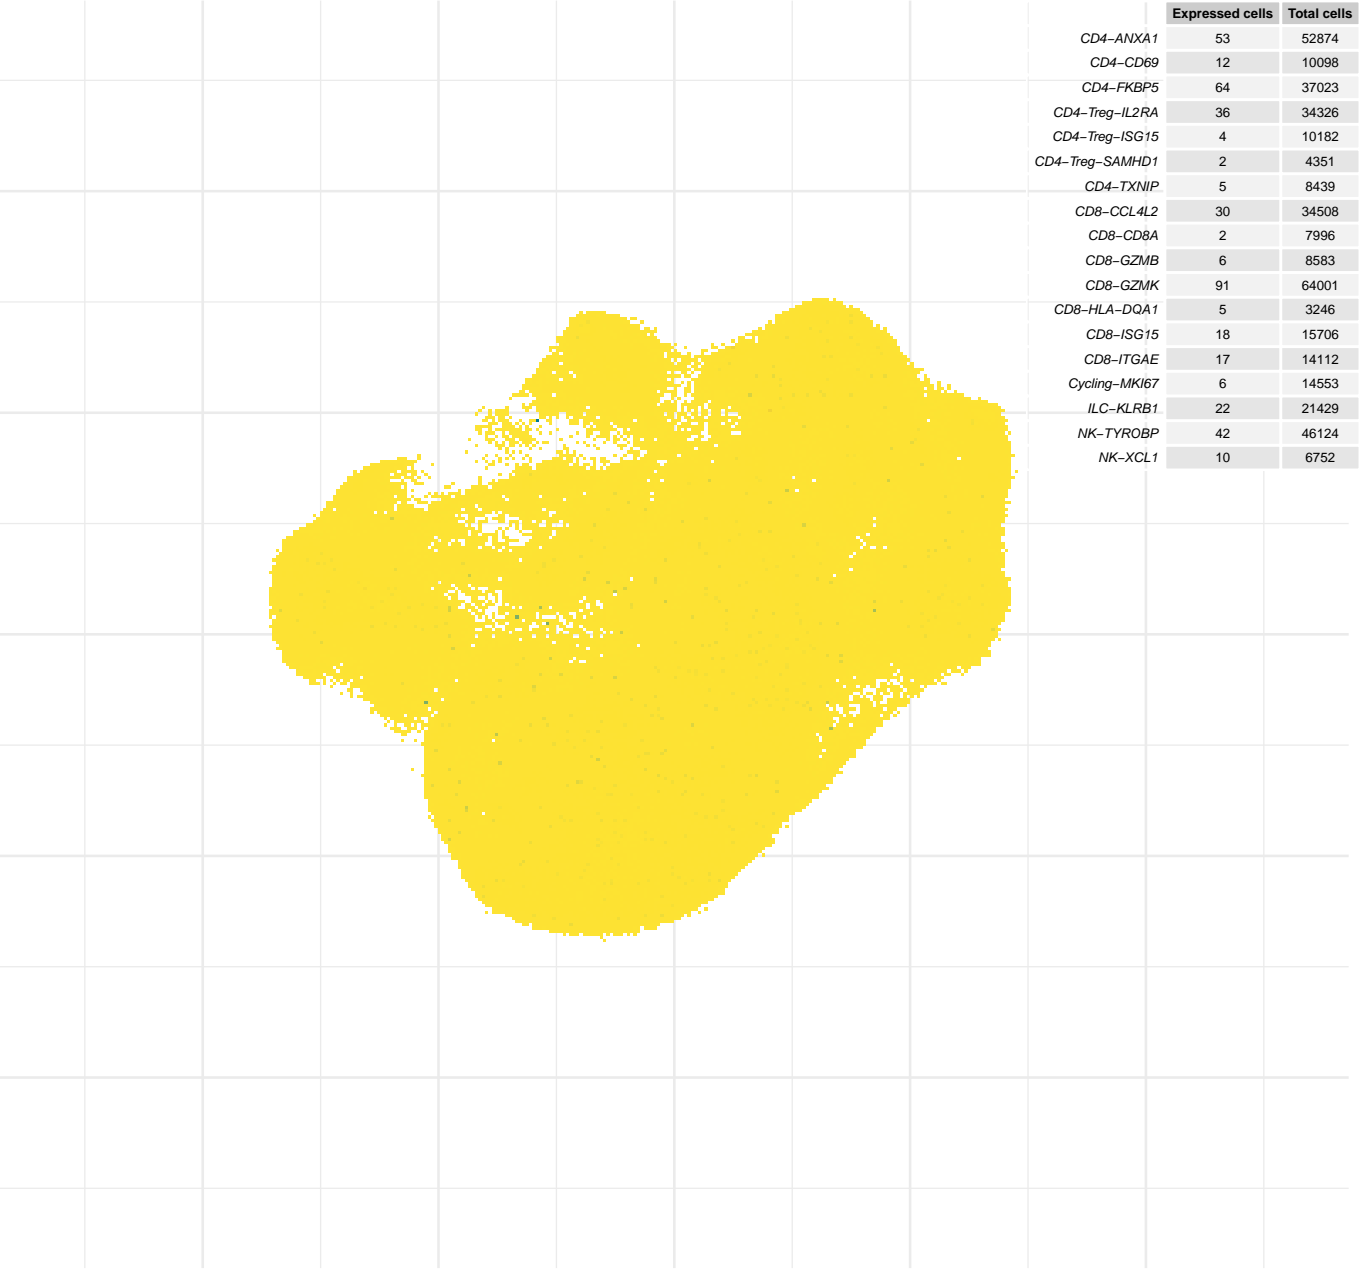 Expressed cells Total cells
CD4−ANXA1 53 52874
CD4−CD69 12 10098
CD4−FKBP5 64 37023
CD4−Treg−IL2RA 36 34326
CD4−Treg−ISG15 4 10182
CD4−Treg−SAMHD1 2 4351
CD4−TXNIP 5 8439
CD8−CCL4L2 30 34508
CD8−CD8A 2 7996
CD8−GZMB 6 8583
CD8−GZMK 91 64001
CD8−HLA−DQA1 5 3246
CD8−ISG15 18 15706
CD8−ITGAE 17 14112
Cycling−MKI67 6 14553
ILC−KLRB1 22 21429
NK−TYROBP 42 46124
NK−XCL1 10 6752